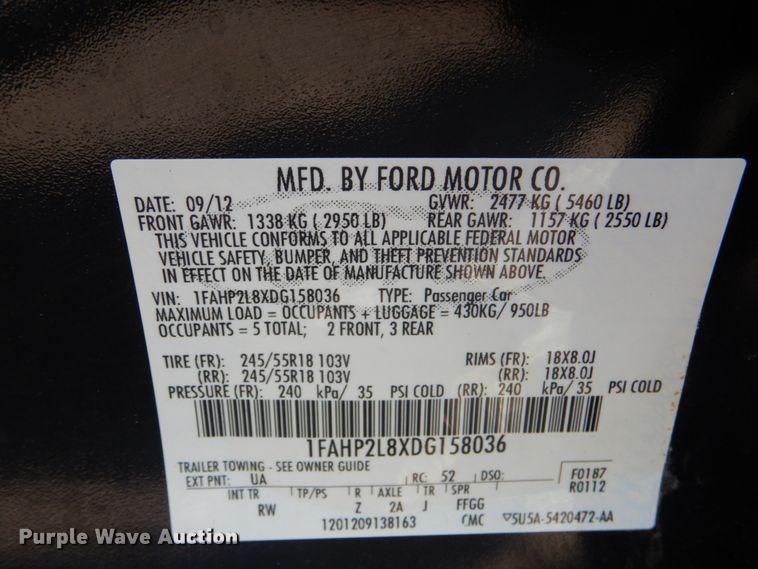 MFD. BY FORD MOTOR CO.
DATE: 09/12 GVWR: 2477 KG ( 5460 LB)
FRONT GAWR: 1338 KG ( 2950 LB) REAR GAWR: 1157 KG ( 2550 LB)
THIS VEHICLE CONFORMS TO ALL APPLICABLE FEDERAL MOTOR
VEHICLE SAFETY, BUMPER, AND THEFT PREVENTION STANDARDS
IN EFFECT ON THE DATE OF MANUFACTURE SHOWN ABOVE.
VIN: 1FAHP2L8XDG158036 TYPE: Passenger Car
MAXIMUM LOAD = OCCUPANTS + LUGGAGE = 430KG/ 950LB
OCCUPANTS = 5 TOTAL; 2 FRONT, 3 REAR
TIRE (FR): 245/55R18 103V RIMS (FR): 18X8.0J
(RR): 245/55R18 103V (RR): 18X8.0J
PRESSURE (FR): 240 kPa/ 35 PSI COLD (RR): 240 kPa/ 35 PSI COLD
1FAHP2L8XDG158036
TRAILER TOWING - SEE OWNER GUIDE
EXT PNT: UA RC: 52 DSO: F0187
R0112
INT TR TP/PS R AXLE TR SPR
RW Z 2A J FFGG
1201209138163 CMC ▽5U5A-5420472-AA
Purple Wave Auction